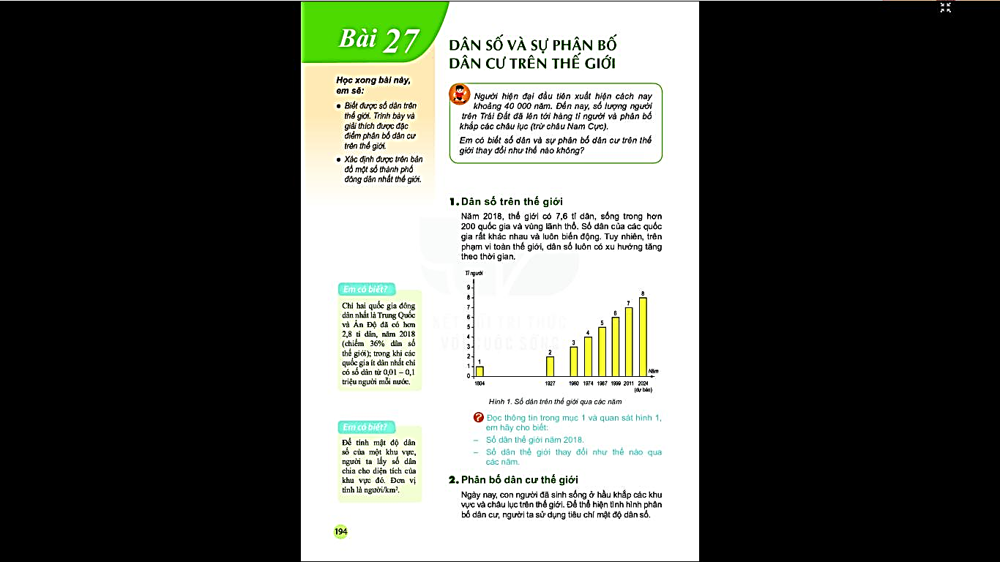 Bài 27
DÂN SỐ VÀ SỰ PHÂN BỐ
DÂN CƯ TRÊN THẾ GIỚI
Học xong bài này,
em sẽ:
● Biết được số dân trên
thế giới. Trình bày và
giải thích được đặc
điểm phân bố dân cư
trên thế giới.
● Xác định được trên bản
đồ một số thành phố
đông dân nhất thế giới.
Người hiện đại đầu tiên xuất hiện cách nay
khoảng 40 000 năm. Đến nay, số lượng người
trên Trái Đất đã lên tới hàng tỉ người và phân bố
khắp các châu lục (trừ châu Nam Cực).
Em có biết số dân và sự phân bố dân cư trên thế
giới thay đổi như thế nào không?
1. Dân số trên thế giới
Năm 2018, thế giới có 7,6 tỉ dân, sống trong hơn
200 quốc gia và vùng lãnh thổ. Số dân của các quốc
gia rất khác nhau và luôn biến động. Tuy nhiên, trên
phạm vi toàn thế giới, dân số luôn có xu hướng tăng
theo thời gian.
Em có biết?
Chỉ hai quốc gia đông
dân nhất là Trung Quốc
và Ấn Độ đã có hơn
2,8 tỉ dân, năm 2018
(chiếm 36% dân số
thế giới); trong khi các
quốc gia ít dân nhất chỉ
có số dân từ 0,01 – 0,1
triệu người mỗi nước.
Tỉ người
9
8
7
6
5
4
3
2
1
0
1 2 3 4 5 6 7 8
Năm
1804 1927 1960 1974 1987 1999 2011 2024
(dự báo)
KẾT NỐI TRI THỨC
VỚI CUỘC SỐNG
Hình 1. Số dân trên thế giới qua các năm
? Đọc thông tin trong mục 1 và quan sát hình 1,
em hãy cho biết:
– Số dân thế giới năm 2018.
– Số dân thế giới thay đổi như thế nào qua
các năm.
Em có biết?
Để tính mật độ dân
số của một khu vực,
người ta lấy số dân
chia cho diện tích của
khu vực đó. Đơn vị
tính là người/km².
2. Phân bố dân cư thế giới
Ngày nay, con người đã sinh sống ở hầu khắp các khu
vực và châu lục trên thế giới. Để thể hiện tình hình phân
bố dân cư, người ta sử dụng tiêu chí mật độ dân số.
194